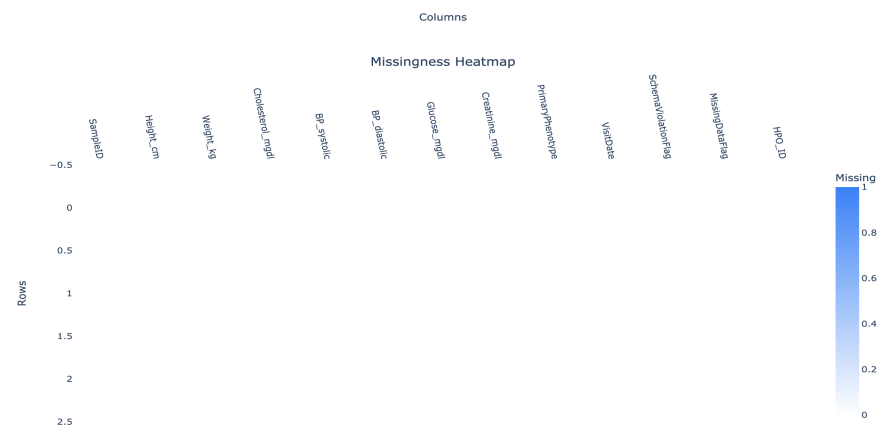 Columns
Missingness Heatmap
SampleID
Height_cm
Weight_kg
Cholesterol_mgdl
BP_systolic
BP_diastolic
Glucose_mgdl
Creatinine_mgdl
PrimaryPhenotype
VisitDate
SchemaViolationFlag
MissingDataFlag
HPO_ID
Rows
−0.5
0
0.5
1
1.5
2
2.5
Missing
1
0.8
0.6
0.4
0.2
0